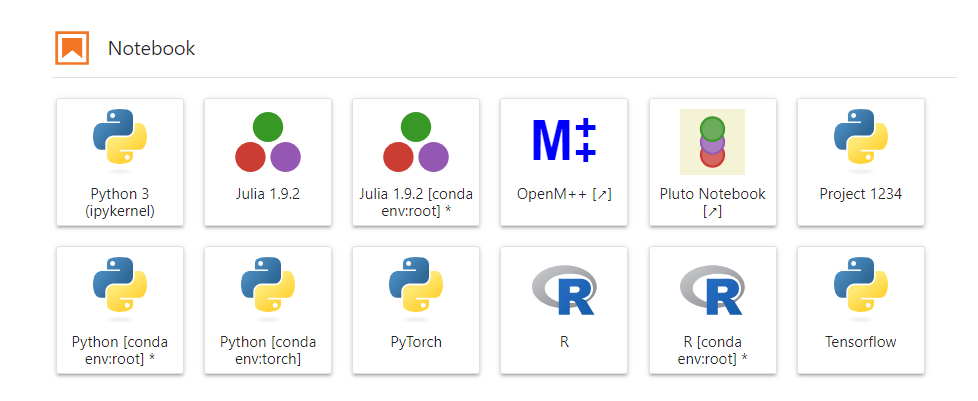 Notebook
Python 3
(ipykernel)
Julia 1.9.2
Julia 1.9.2 [conda
env:root] *
M++
OpenM++ [↗]
Pluto Notebook
[↗]
Project 1234
Python [conda
env:root] *
Python [conda
env:torch]
PyTorch
R
R
R
R [conda
env:root] *
Tensorflow